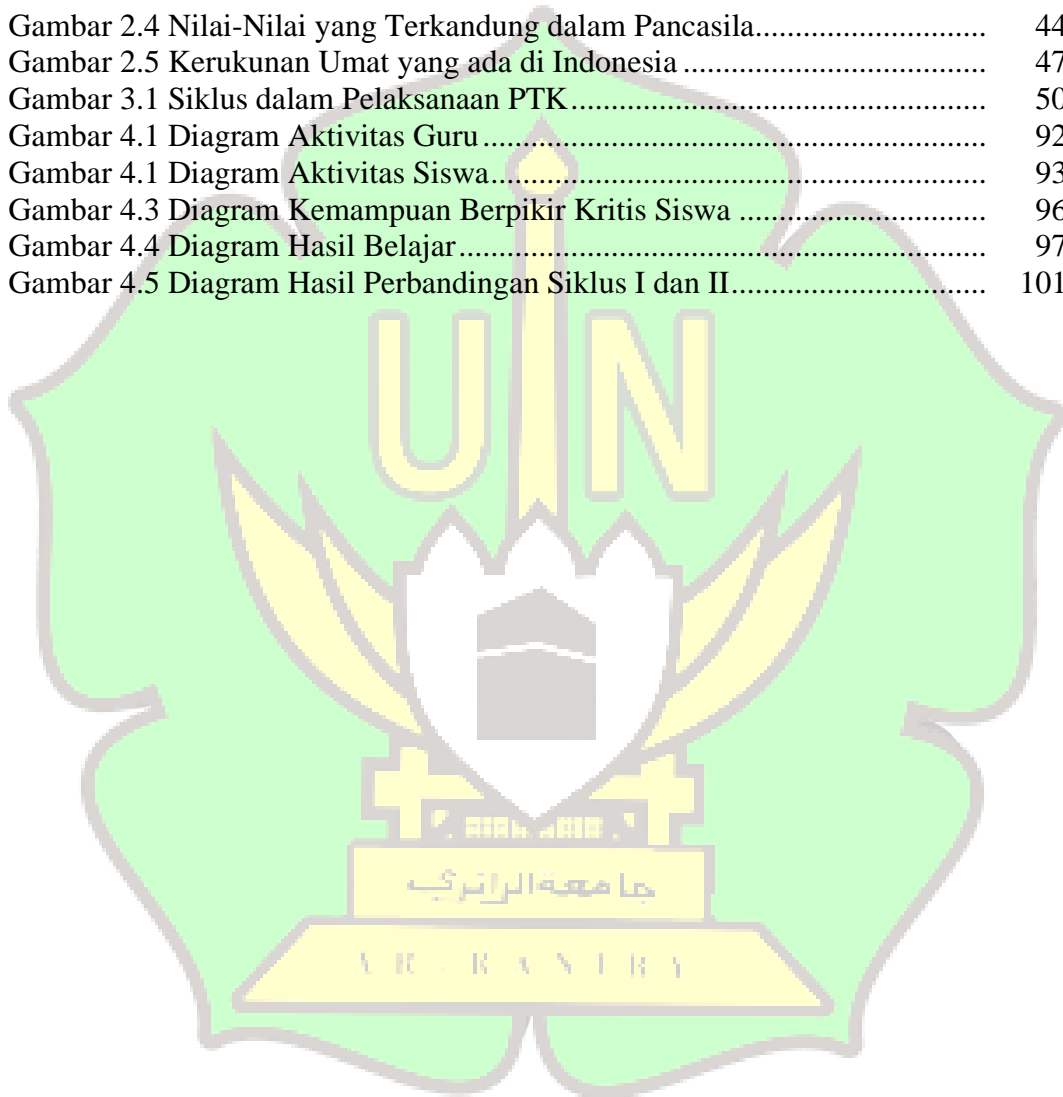 Gambar 2.4 Nilai-Nilai yang Terkandung dalam Pancasila............................ 44
Gambar 2.5 Kerukunan Umat yang ada di Indonesia ..................................... 47
Gambar 3.1 Siklus dalam Pelaksanaan PTK................................................... 50
Gambar 4.1 Diagram Aktivitas Guru .............................................................. 92
Gambar 4.1 Diagram Aktivitas Siswa............................................................. 93
Gambar 4.3 Diagram Kemampuan Berpikir Kritis Siswa .............................. 96
Gambar 4.4 Diagram Hasil Belajar ................................................................. 97
Gambar 4.5 Diagram Hasil Perbandingan Siklus I dan II............................... 101
UIN
جامعة الرانري
AR - RANIRY